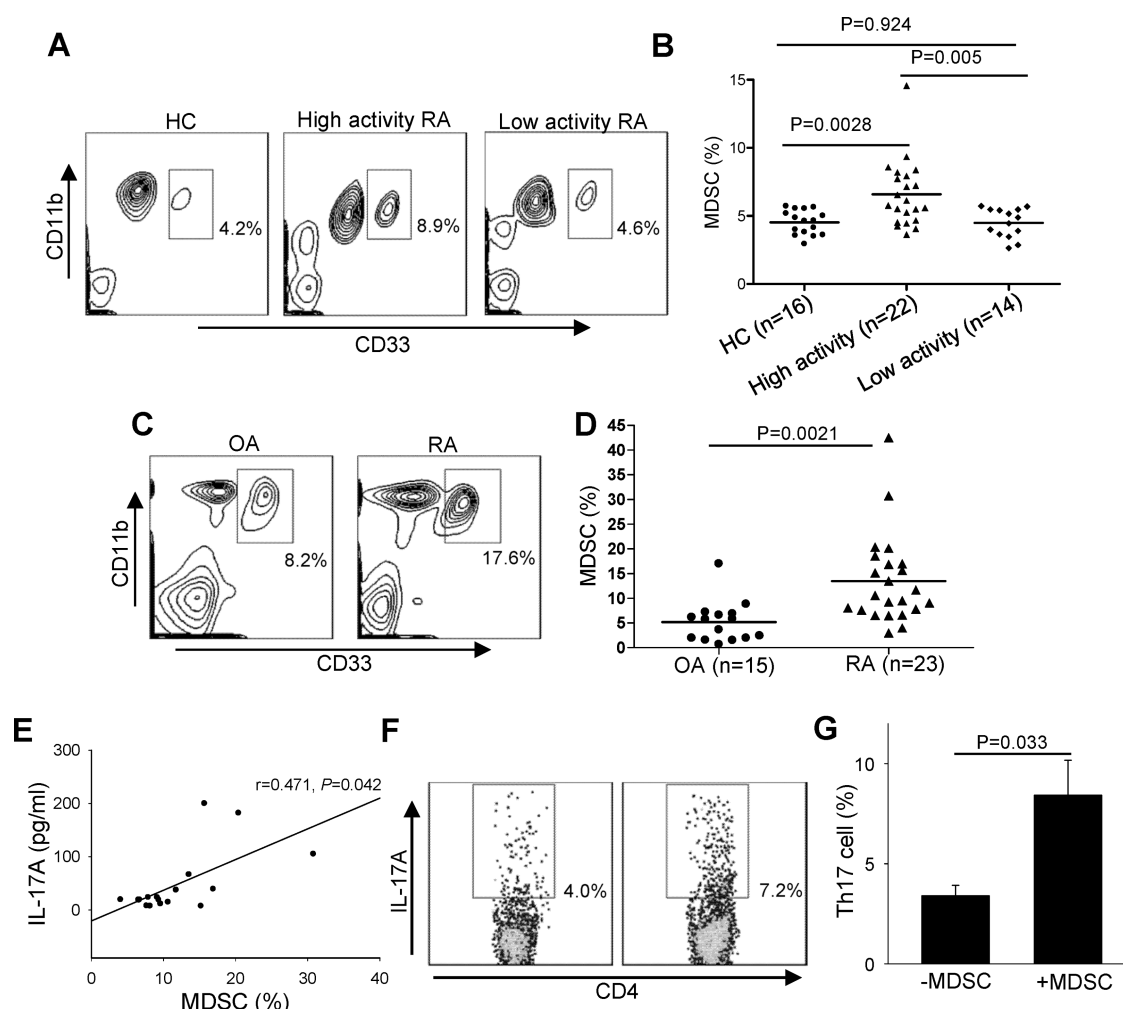 A
HC
High activity RA
Low activity RA
CD11b
4.2%
8.9%
4.6%
CD33
B
P=0.924
P=0.005
P=0.0028
MDSC (%)
15
10
5
0
HC (n=16)
High activity (n=22)
Low activity (n=14)
C
OA
RA
CD11b
8.2%
17.6%
CD33
D
P=0.0021
MDSC (%)
45
40
35
30
25
20
15
10
5
0
OA (n=15)
RA (n=23)
E
r=0.471, P=0.042
IL-17A (pg/ml)
300
200
100
0
0 10 20 30 40
MDSC (%)
F
IL-17A
4.0%
7.2%
CD4
G
P=0.033
Th17 cell (%)
10
5
0
-MDSC
+MDSC